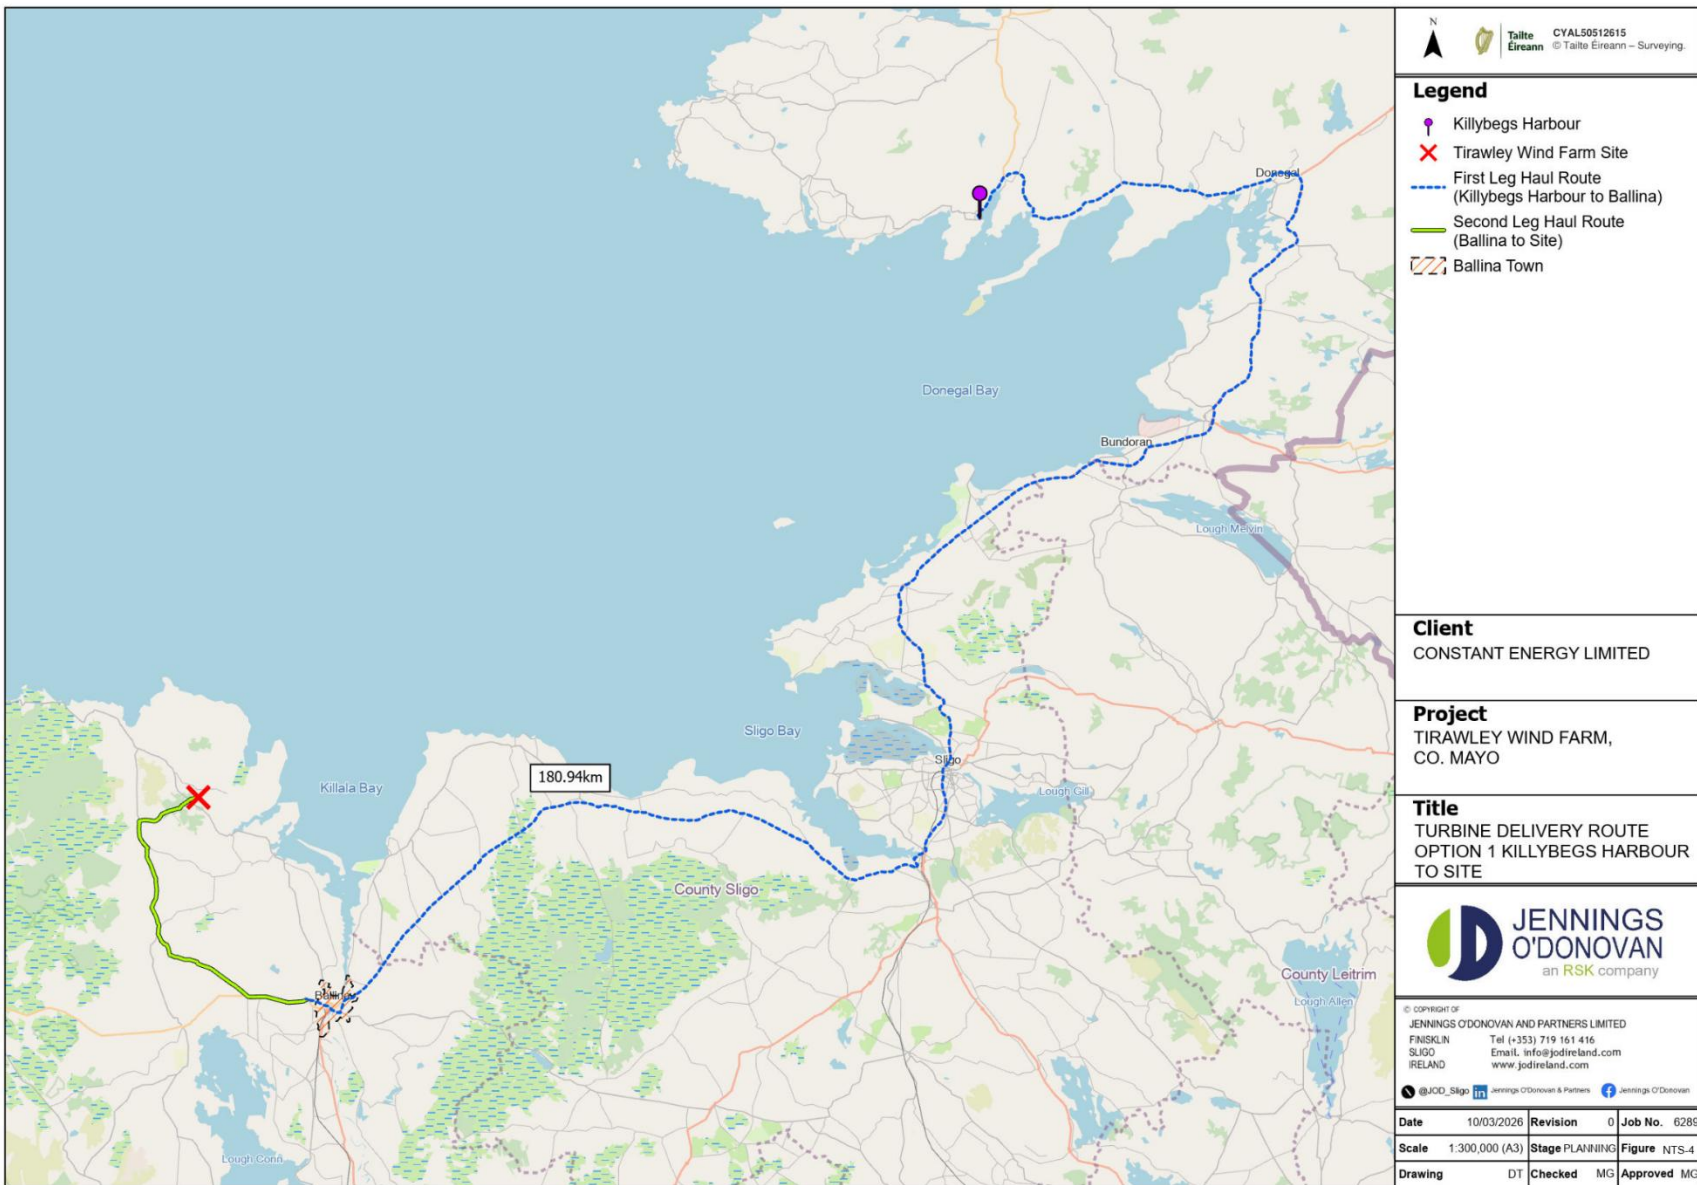 Donegal
Donegal Bay
Bundoran
Lough Melvin
Sligo Bay
Sligo
Lough Gill
Killala Bay
180.94km
County Sligo
County Leitrim
Lough Allen
Ballina
Lough Conn
N
Tailte
Éireann
CYAL50512615
© Tailte Éireann – Surveying.
Legend
Killybegs Harbour
Tirawley Wind Farm Site
First Leg Haul Route
(Killybegs Harbour to Ballina)
Second Leg Haul Route
(Ballina to Site)
Ballina Town
Client
CONSTANT ENERGY LIMITED
Project
TIRAWLEY WIND FARM,
CO. MAYO
Title
TURBINE DELIVERY ROUTE
OPTION 1 KILLYBEGS HARBOUR
TO SITE
JENNINGS
O'DONOVAN
an RSK company
© COPYRIGHT OF
JENNINGS O'DONOVAN AND PARTNERS LIMITED
FINISKLIN Tel (+353) 719 161 416
SLIGO Email. info@jodireland.com
IRELAND www.jodireland.com
@JOD_Sligo in Jennings O'Donovan & Partners Jennings O'Donovan
Date 10/03/2026 Revision 0 Job No. 6289
Scale 1:300,000 (A3) Stage PLANNING Figure NTS-4
Drawing DT Checked MG Approved MG